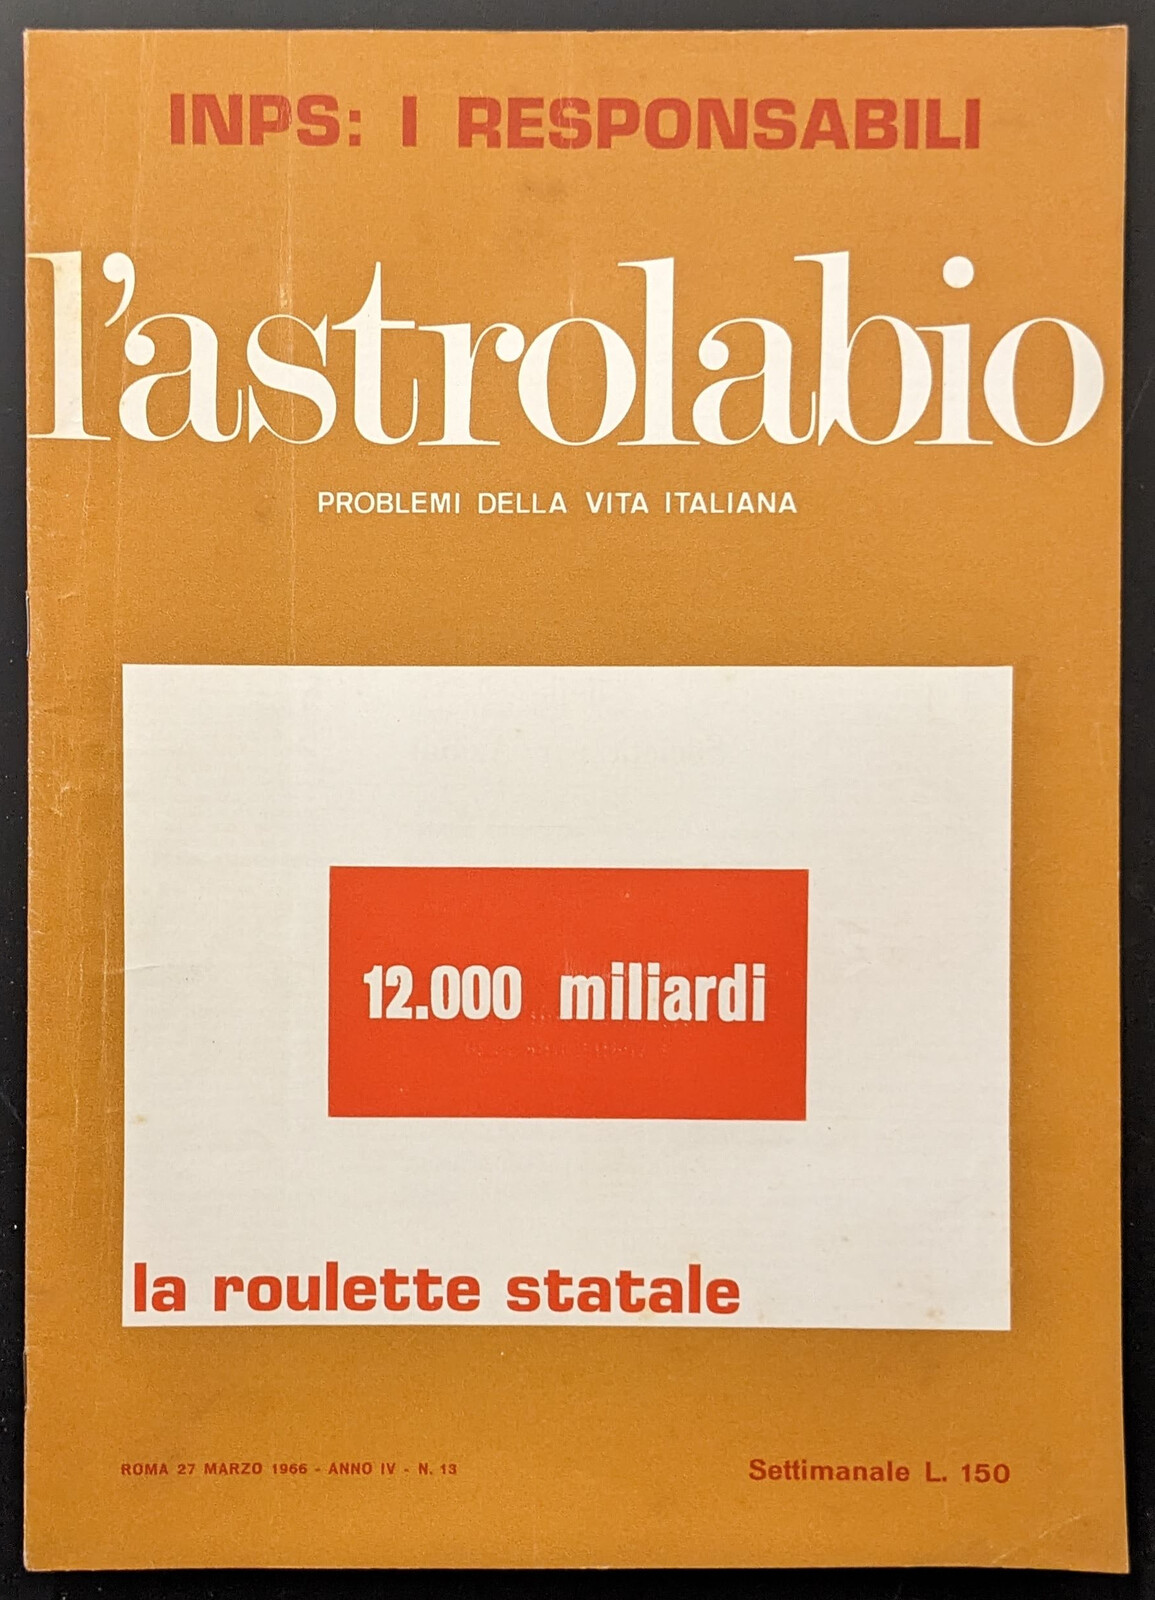 INPS: I RESPONSABILI
l'astrolabio
PROBLEMI DELLA VITA ITALIANA
12.000 miliardi
la roulette statale
ROMA 27 MARZO 1966 - ANNO IV - N. 13
Settimanale L. 150